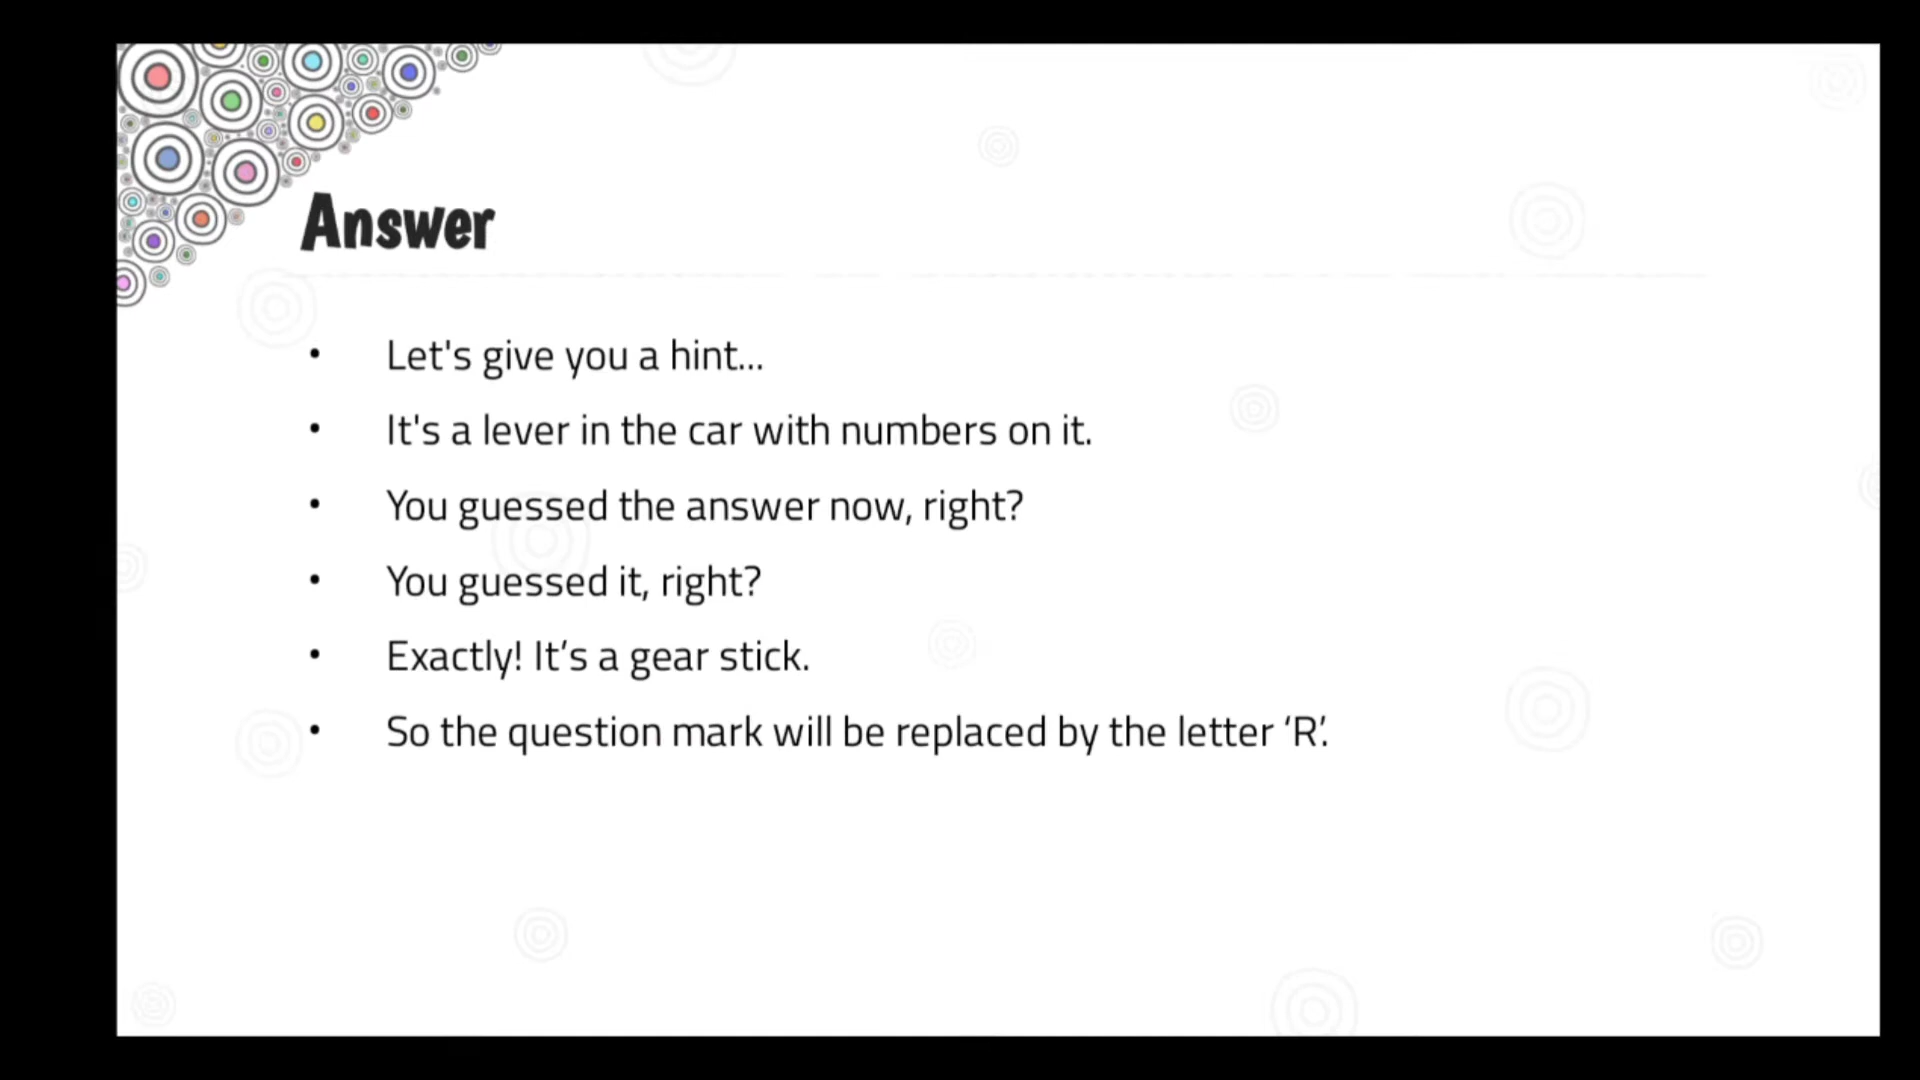 Answer
• Let's give you a hint...
• It's a lever in the car with numbers on it.
• You guessed the answer now, right?
• You guessed it, right?
• Exactly! It’s a gear stick.
• So the question mark will be replaced by the letter ‘R’.